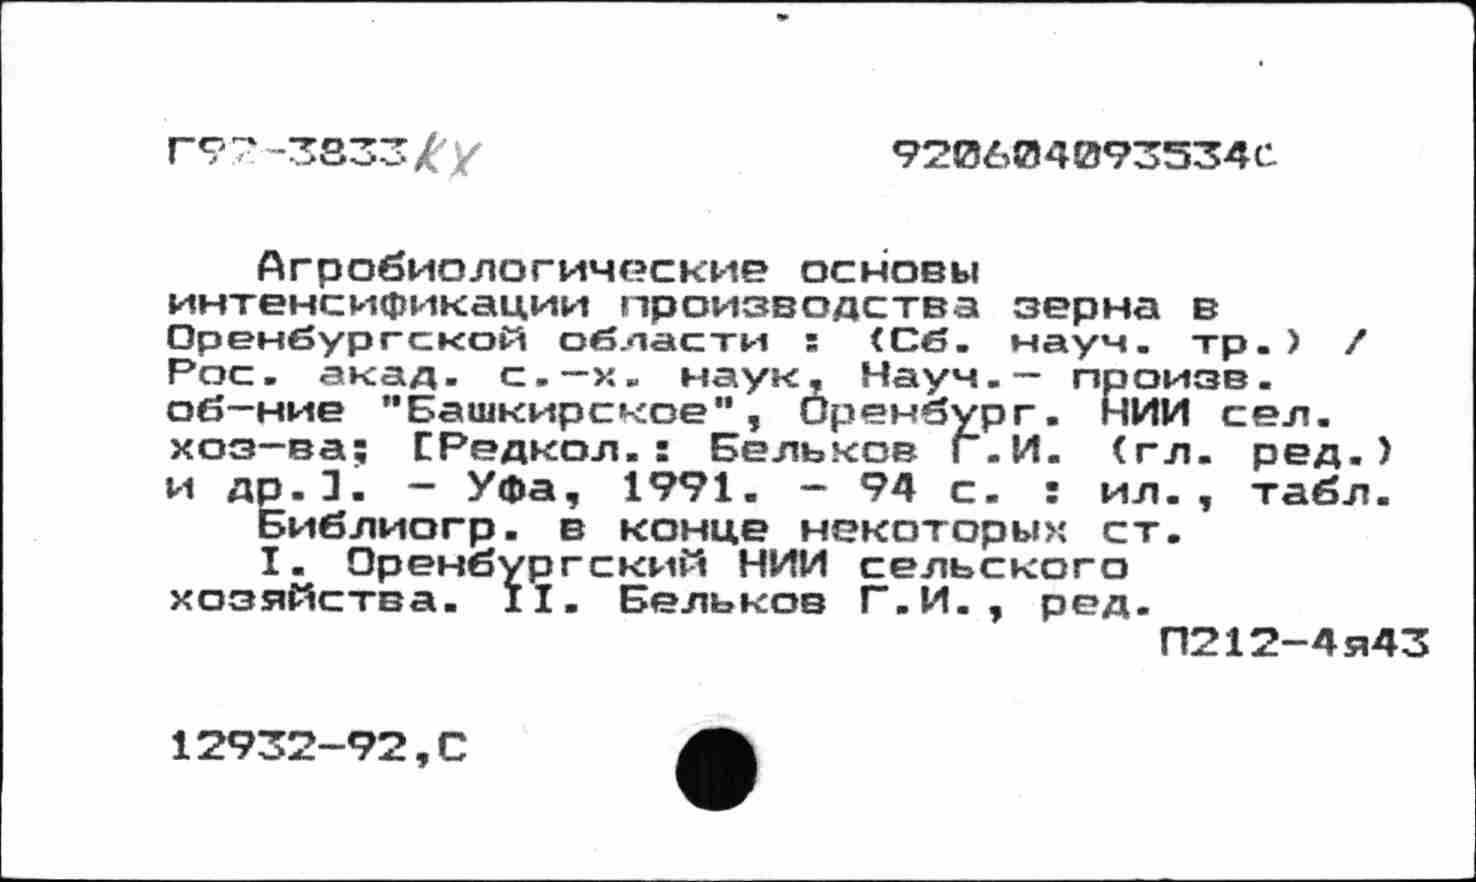 Г92-3833 kx 920604093534c
Агробиологические основы
интенсификации производства зерна в
Оренбургской области : (Сб. науч. тр.) /
Рос. акад. с.-х. наук, Науч.- произв.
об-ние "Башкирское", Оренбург. НИИ сел.
хоз-ва; [Редкол.: Бельков Г.И. (гл. ред.)
и др.]. - Уфа, 1991. - 94 с. : ил., табл.
Библиогр. в конце некоторых ст.
I. Оренбургский НИИ сельского
хозяйства. II. Бельков Г.И., ред.
П212-4я43
12932-92,С